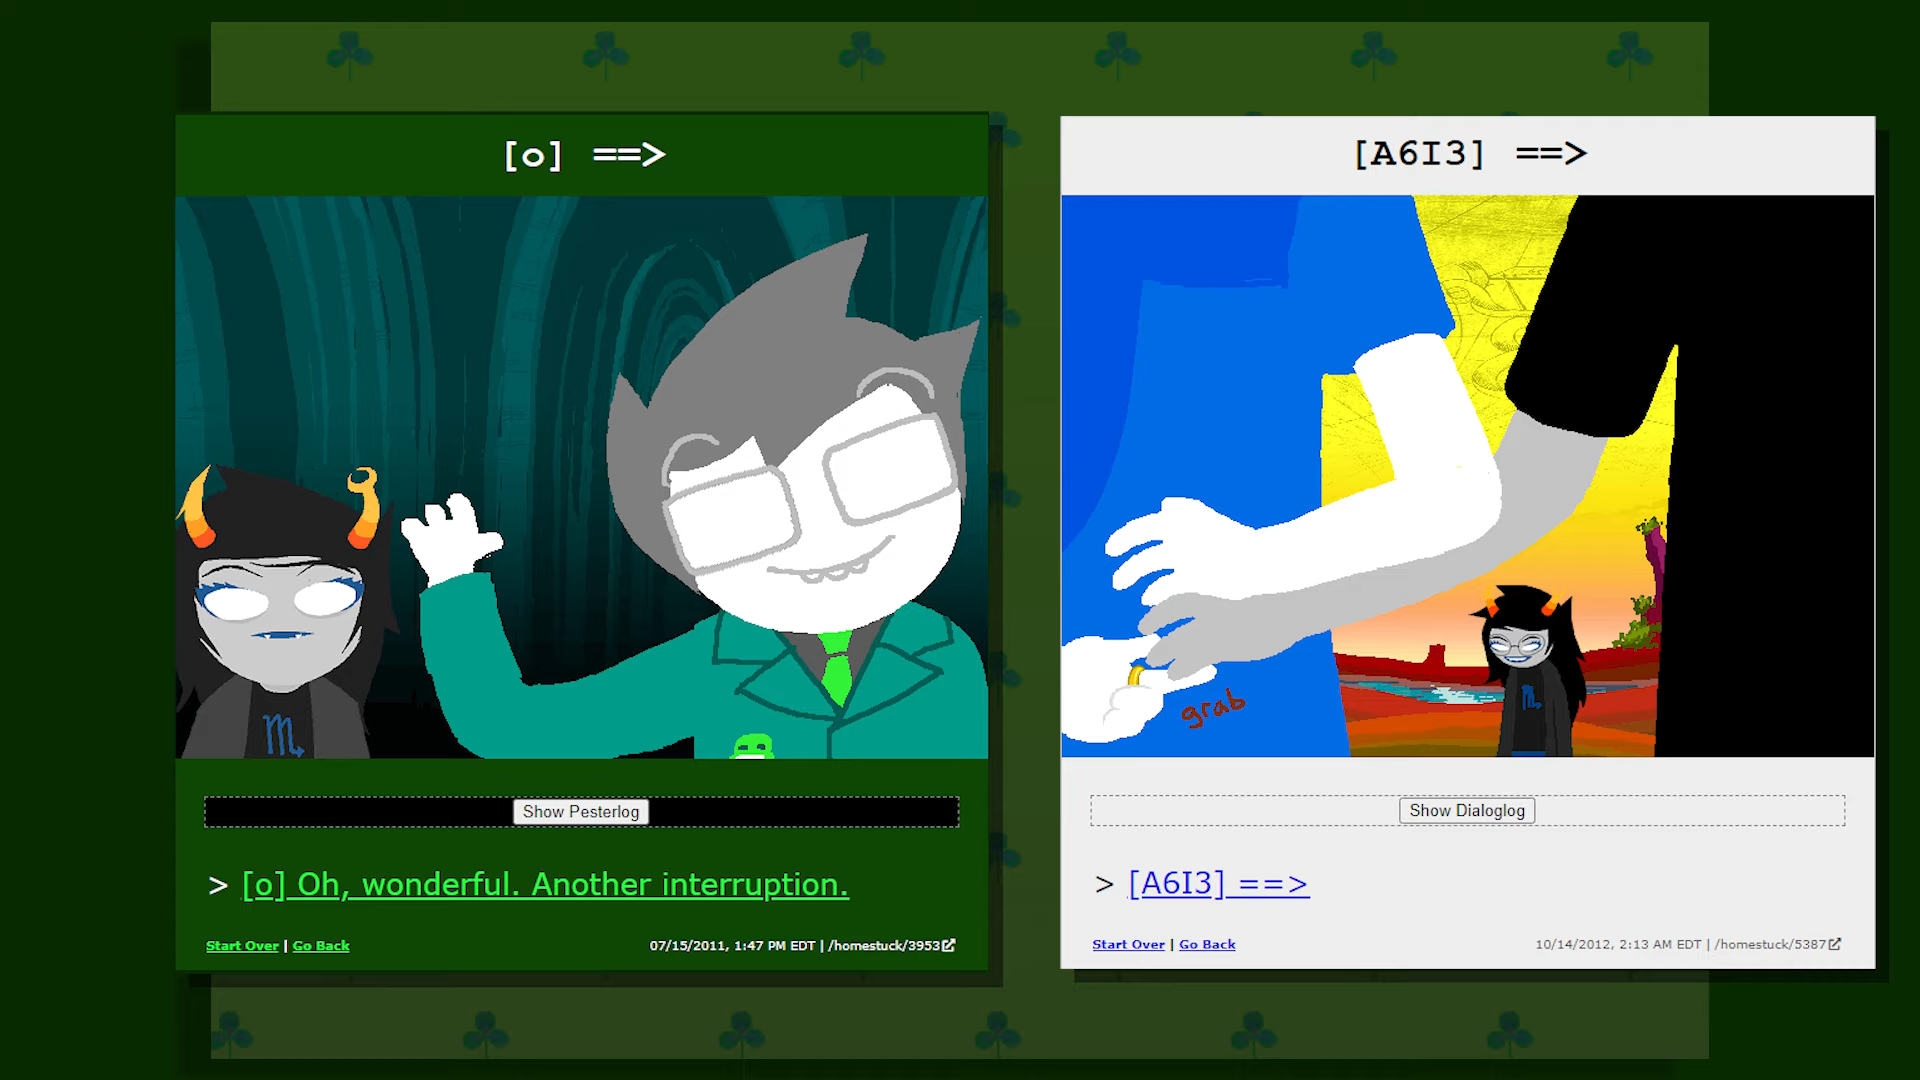 [o] ==>
Show Pesterlog
> [o] Oh, wonderful. Another interruption.
Start Over | Go Back
07/15/2011, 1:47 PM EDT | /homestuck/3953
[A6I3] ==>
grab
Show Dialoglog
> [A6I3] ==>
Start Over | Go Back
10/14/2012, 2:13 AM EDT | /homestuck/5387